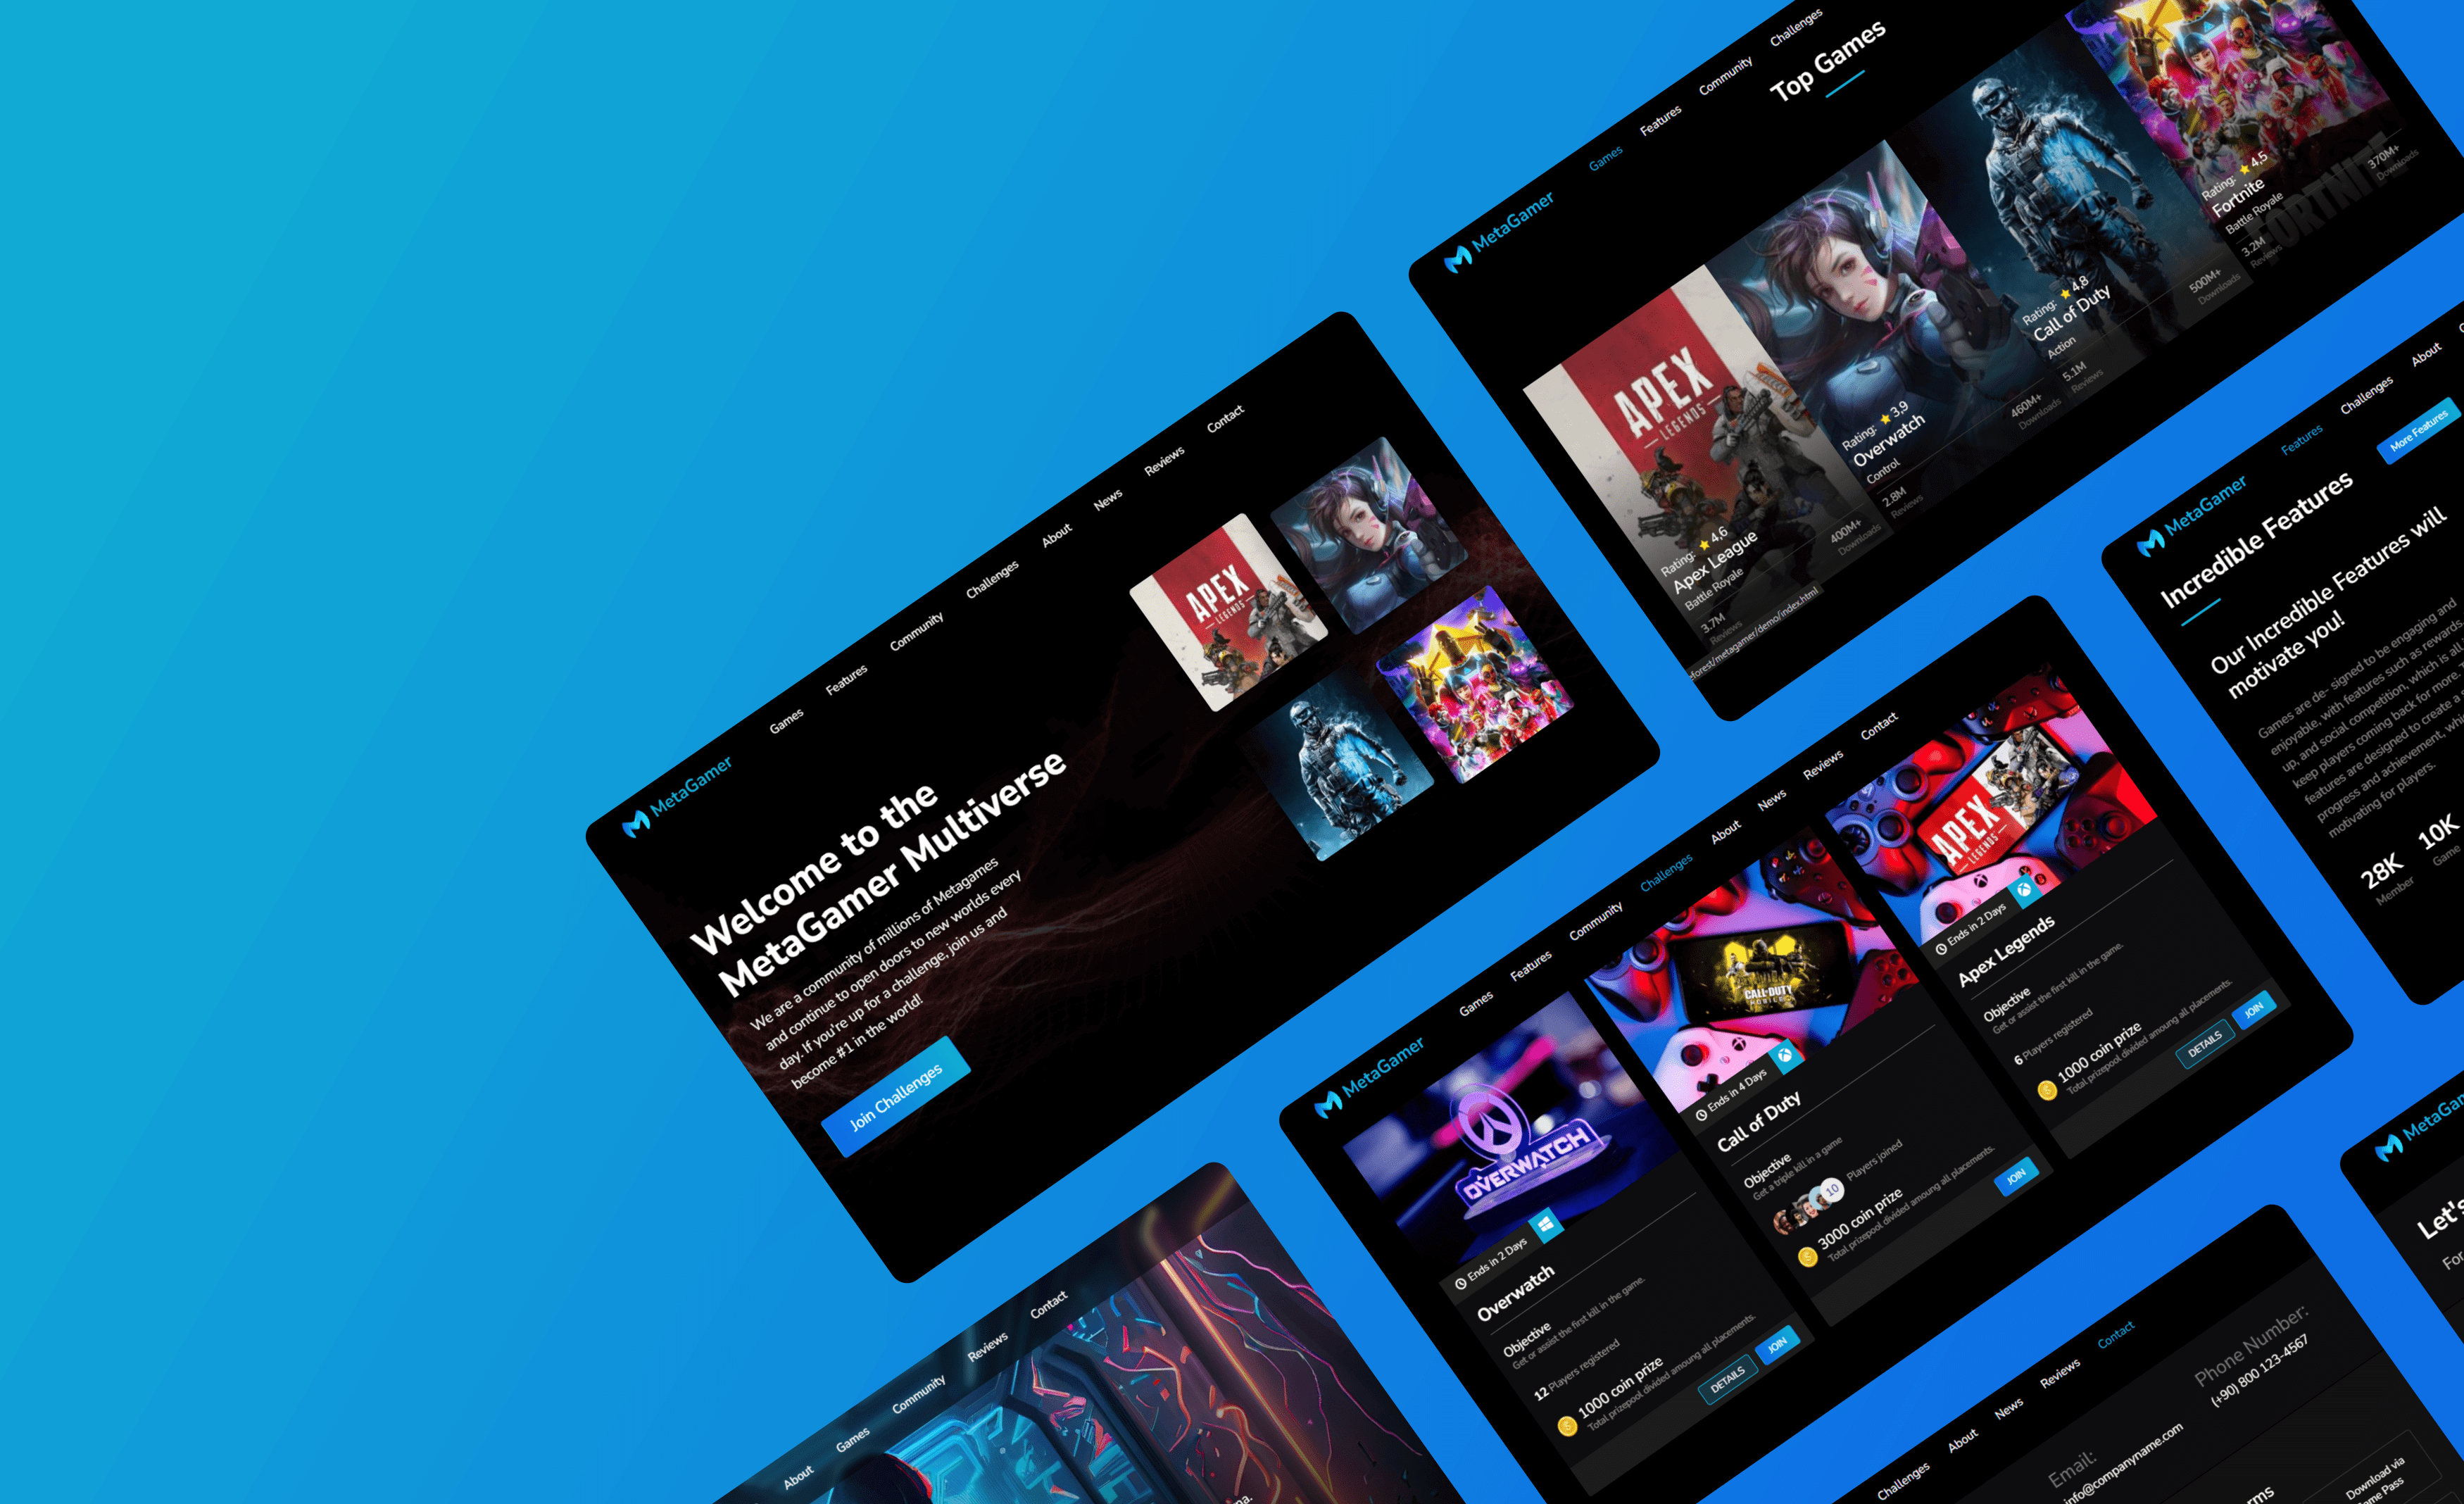 MetaGamer
Games
Features
Community
Challenges
Top Games
APEX
LEGENDS
Rating: 4,6
Apex League
Battle Royale
3.7M
Reviews
400M+
Downloads
Rating: 3,9
Overwatch
Control
2.8M
Reviews
460M+
Downloads
Rating: 4,8
Call of Duty
Action
5.1M
Reviews
500M+
Downloads
FORTNITE
Rating: 4,5
Fortnite
Battle Royale
3.2M
Reviews
370M+
Downloads
forest/metagamer/demo/index.html
MetaGamer
Games
Features
Community
Challenges
About
News
Reviews
Contact
Welcome to the
MetaGamer Multiverse
We are a community of millions of Metagames
and continue to open doors to new worlds every
day. If you're up for a challenge, join us and
become #1 in the world!
Join Challenges
APEX
LEGENDS
MetaGamer
Features
Challenges
About
Incredible Features
More Features
Our Incredible Features will
motivate you!
Games are de- signed to be engaging and
enjoyable, with features such as rewards,
up, and social competition, which is all
keep players coming back for more.
features are designed to create a
progress and achievement,
motivating for players.
28K
Member
10K
Game
MetaGamer
Games
Features
Community
Challenges
About
News
Reviews
Contact
OVERWATCH
Ends in 2 Days
Overwatch
Objective
Get or assist the first kill in the game.
12 Players registered
1000 coin prize
Total prizepool divided amoung all placements.
DETAILS
JOIN
CALL OF DUTY
MOBILE
Ends in 4 Days
Call of Duty
Objective
Get a triple kill in a game
10
Players joined
3000 coin prize
Total prizepool divided amoung all placements.
JOIN
APEX
LEGENDS
Ends in 2 Days
Apex Legends
Objective
Get or assist the first kill in the game.
6 Players registered
1000 coin prize
Total prizepool divided amoung all placements.
DETAILS
JOIN
About
Games
Community
Reviews
Contact
Challenges
About
News
Reviews
Contact
Phone Number:
(+90) 800 123-4567
Email:
info@companyname.com
Download via
Let's